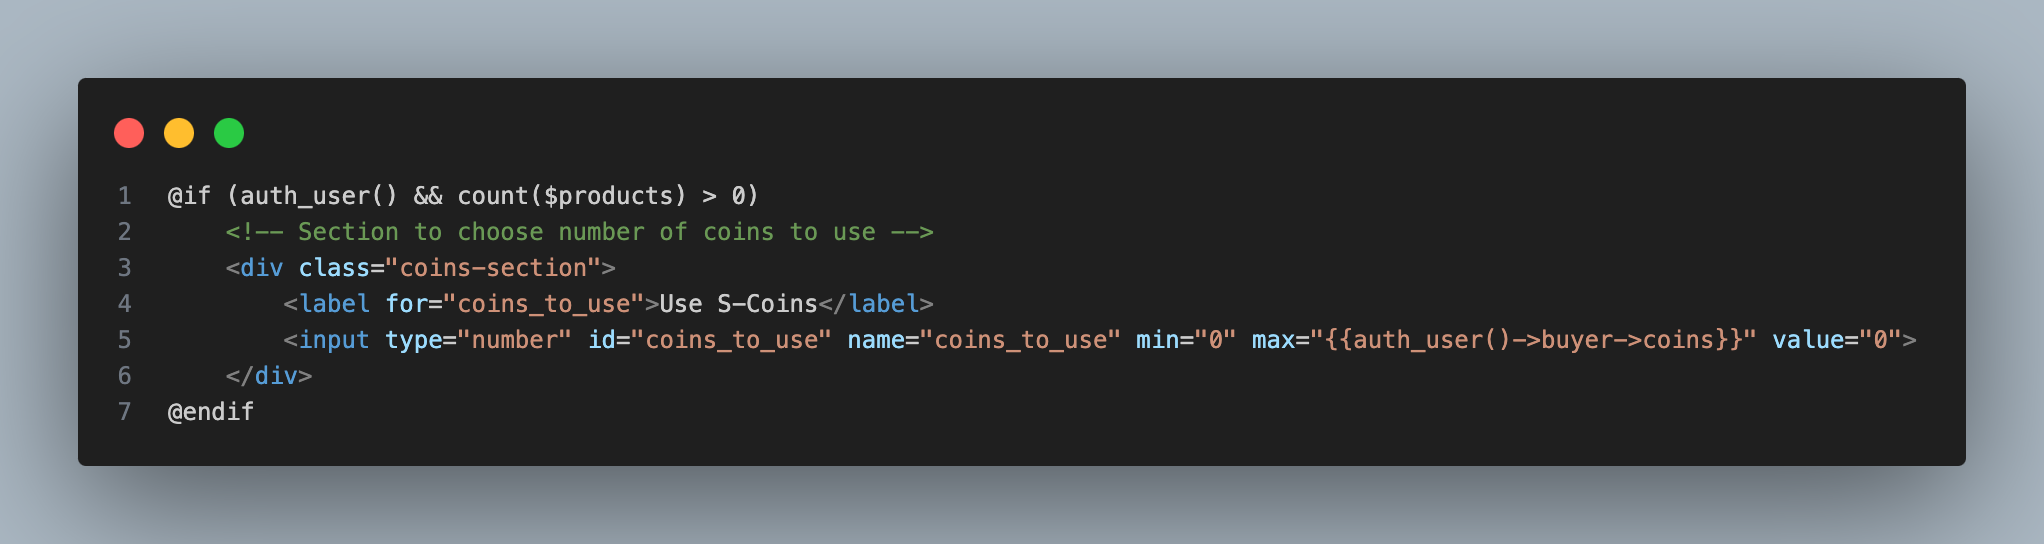 1 @if (auth_user() && count($products) > 0)
2     <!-- Section to choose number of coins to use -->
3     <div class="coins-section">
4         <label for="coins_to_use">Use S-Coins</label>
5         <input type="number" id="coins_to_use" name="coins_to_use" min="0" max="{{auth_user()->buyer->coins}}" value="0">
6     </div>
7 @endif